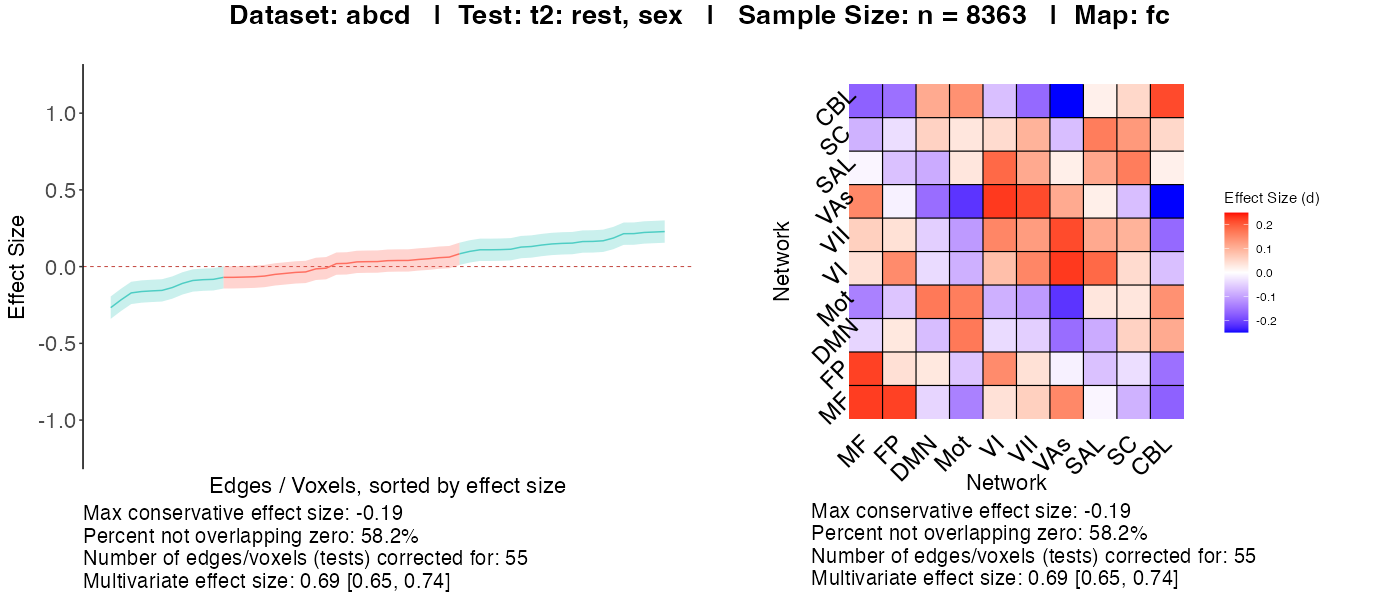 Dataset: abcd | Test: t2: rest, sex | Sample Size: n = 8363 | Map: fc
1.0
0.5
0.0
-0.5
-1.0
Effect Size
Edges / Voxels, sorted by effect size
Max conservative effect size: -0.19
Percent not overlapping zero: 58.2%
Number of edges/voxels (tests) corrected for: 55
Multivariate effect size: 0.69 [0.65, 0.74]
Network
CBL
SC
SAL
VAs
VII
VI
Mot
DMN
FP
MF
MF FP DMN Mot VI VII VAs SAL SC CBL
Network
Effect Size (d)
0.2
0.1
0.0
-0.1
-0.2
Max conservative effect size: -0.19
Percent not overlapping zero: 58.2%
Number of edges/voxels (tests) corrected for: 55
Multivariate effect size: 0.69 [0.65, 0.74]